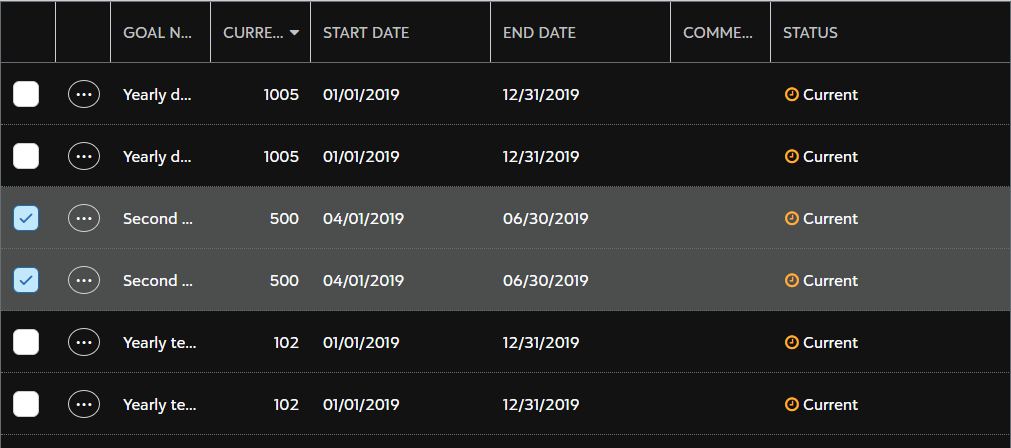 GOAL N... CURRE... START DATE END DATE COMME... STATUS
Yearly d... 1005 01/01/2019 12/31/2019 Current
Yearly d... 1005 01/01/2019 12/31/2019 Current
Second ... 500 04/01/2019 06/30/2019 Current
Second ... 500 04/01/2019 06/30/2019 Current
Yearly te... 102 01/01/2019 12/31/2019 Current
Yearly te... 102 01/01/2019 12/31/2019 Current